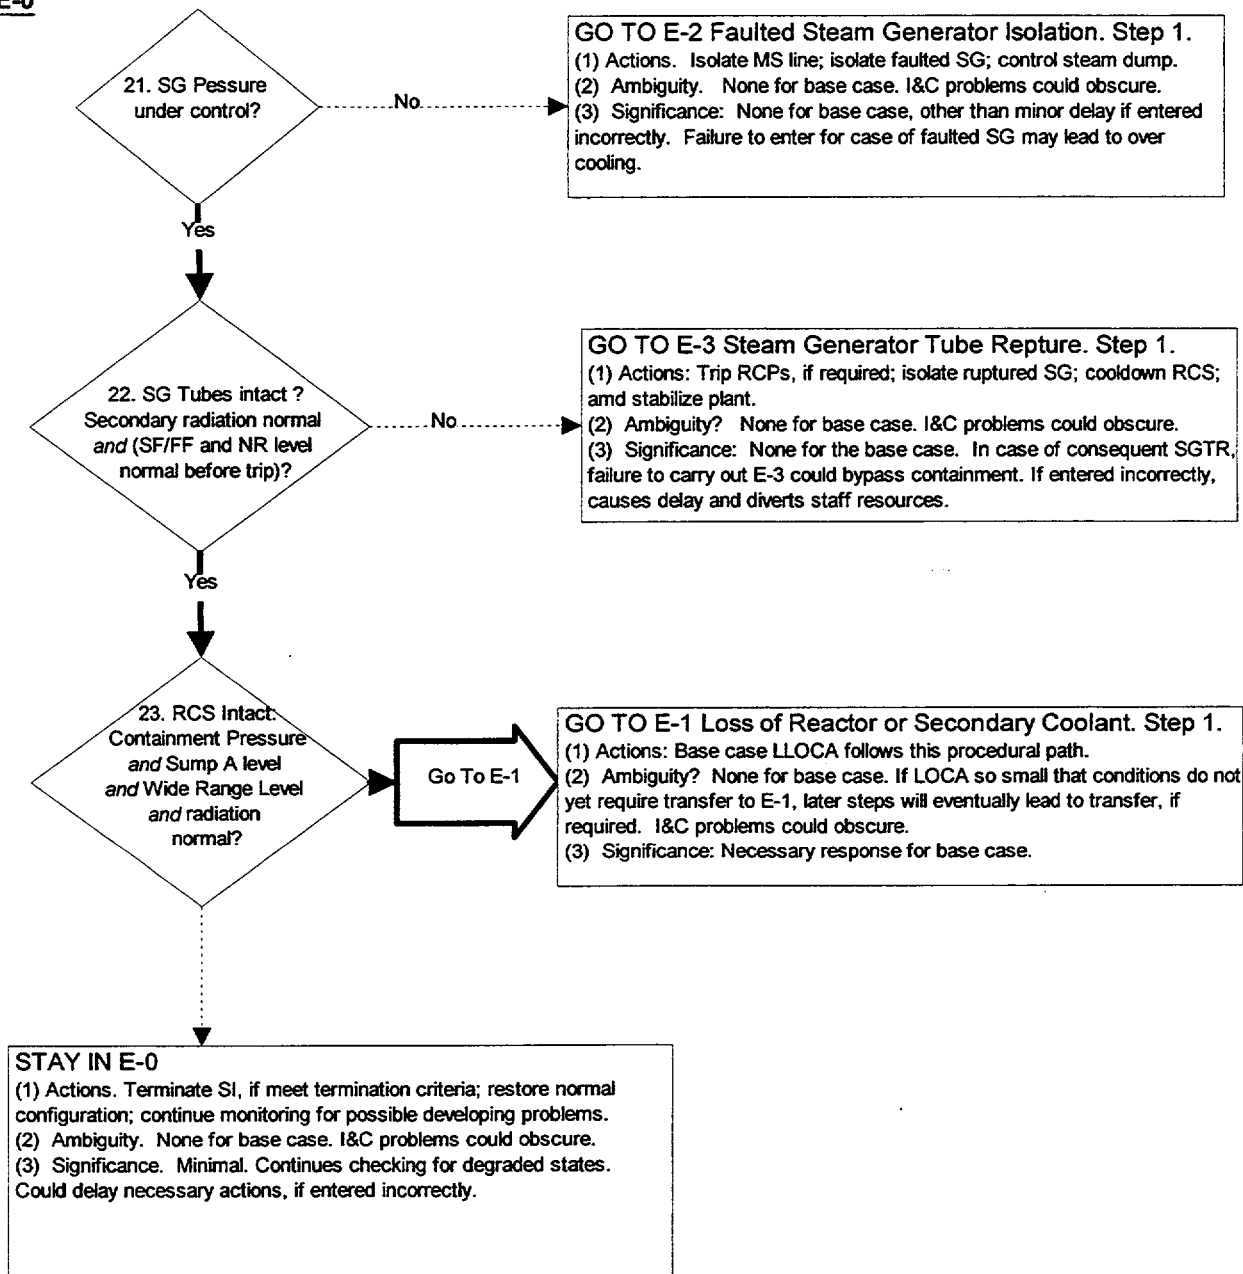 E-0
21. SG Pessure
under control?
No
GO TO E-2 Faulted Steam Generator Isolation. Step 1.
(1) Actions. Isolate MS line; isolate faulted SG; control steam dump.
(2) Ambiguity. None for base case. I&C problems could obscure.
(3) Significance: None for base case, other than minor delay if entered
incorrectly. Failure to enter for case of faulted SG may lead to over
cooling.
Yes
22. SG Tubes intact ?
Secondary radiation normal
and (SF/FF and NR level
normal before trip)?
No
GO TO E-3 Steam Generator Tube Repture. Step 1.
(1) Actions: Trip RCPs, if required; isolate ruptured SG; cooldown RCS;
amd stabilize plant.
(2) Ambiguity? None for base case. I&C problems could obscure.
(3) Significance: None for the base case. In case of consequent SGTR,
failure to carry out E-3 could bypass containment. If entered incorrectly,
causes delay and diverts staff resources.
Yes
23. RCS Intact:
Containment Pressure
and Sump A level
and Wide Range Level
and radiation
normal?
Go To E-1
GO TO E-1 Loss of Reactor or Secondary Coolant. Step 1.
(1) Actions: Base case LLOCA follows this procedural path.
(2) Ambiguity? None for base case. If LOCA so small that conditions do not
yet require transfer to E-1, later steps will eventually lead to transfer, if
required. I&C problems could obscure.
(3) Significance: Necessary response for base case.
STAY IN E-0
(1) Actions. Terminate SI, if meet termination criteria; restore normal
configuration; continue monitoring for possible developing problems.
(2) Ambiguity. None for base case. I&C problems could obscure.
(3) Significance. Minimal. Continues checking for degraded states.
Could delay necessary actions, if entered incorrectly.